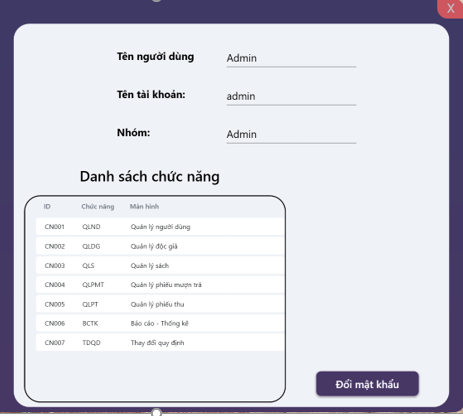 X
Tên người dùng Admin
Tên tài khoản: admin
Nhóm: Admin
Danh sách chức năng
ID Chức năng Màn hình
CN001 QLND Quản lý người dùng
CN002 QLDG Quản lý độc giả
CN003 QLS Quản lý sách
CN004 QLPMT Quản lý phiếu mượn trả
CN005 QLPT Quản lý phiếu thu
CN006 BCTK Báo cáo - Thống kê
CN007 TDQD Thay đổi quy định
Đổi mật khẩu